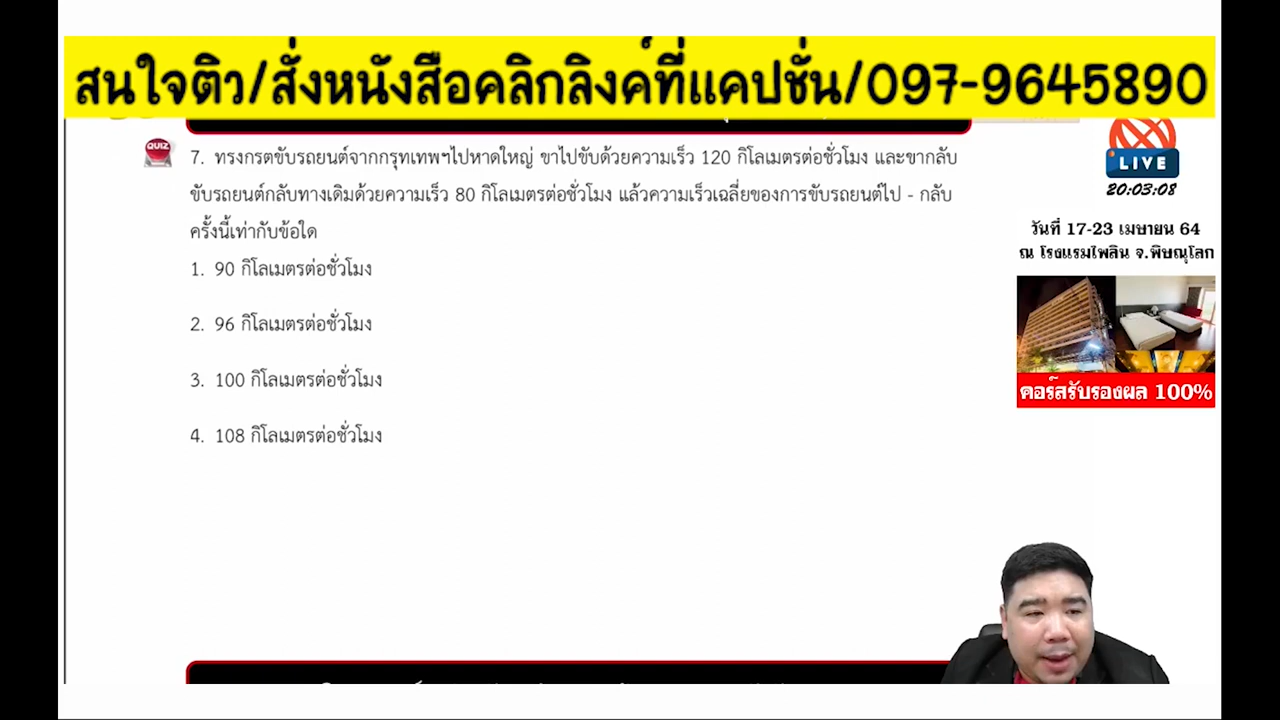 สนใจติว/สั่งหนังสือคลิกลิงค์ที่แคปชั่น/097-9645890
QUIZ
7. ทรงกรตขับรถยนต์จากกรุทเทพฯไปหาดใหญ่ ขาไปขับด้วยความเร็ว 120 กิโลเมตรต่อชั่วโมง และขากลับ
ขับรถยนต์กลับทางเดิมด้วยความเร็ว 80 กิโลเมตรต่อชั่วโมง แล้วความเร็วเฉลี่ยของการขับรถยนต์ไป - กลับ
ครั้งนี้เท่ากับข้อใด
1. 90 กิโลเมตรต่อชั่วโมง
2. 96 กิโลเมตรต่อชั่วโมง
3. 100 กิโลเมตรต่อชั่วโมง
4. 108 กิโลเมตรต่อชั่วโมง
LIVE
20:03:08
วันที่ 17-23 เมษายน 64
ณ โรงแรมไพลิน จ.พิษณุโลก
คอร์สรับรองผล 100%